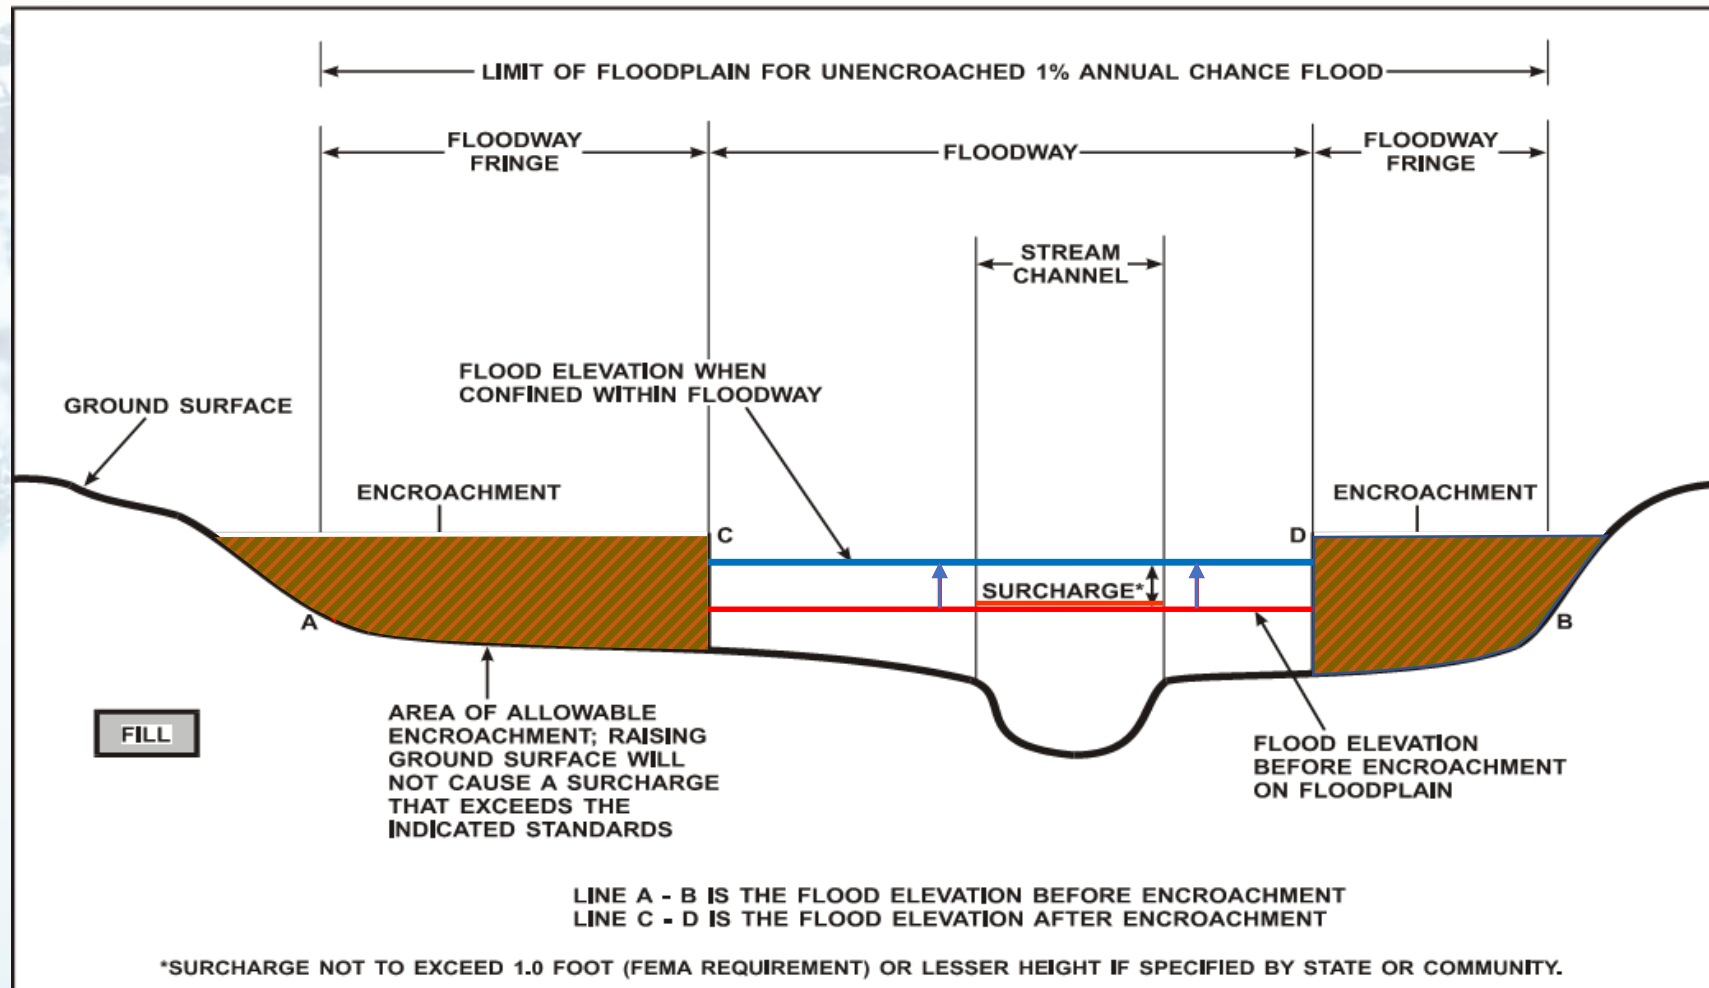 LIMIT OF FLOODPLAIN FOR UNENCROACHED 1% ANNUAL CHANCE FLOOD
FLOODWAY
FRINGE
FLOODWAY
FLOODWAY
FRINGE
STREAM
CHANNEL
FLOOD ELEVATION WHEN
CONFINED WITHIN FLOODWAY
GROUND SURFACE
ENCROACHMENT
ENCROACHMENT
C
D
SURCHARGE*
A
B
AREA OF ALLOWABLE
ENCROACHMENT; RAISING
GROUND SURFACE WILL
NOT CAUSE A SURCHARGE
THAT EXCEEDS THE
INDICATED STANDARDS
FILL
FLOOD ELEVATION
BEFORE ENCROACHMENT
ON FLOODPLAIN
LINE A - B IS THE FLOOD ELEVATION BEFORE ENCROACHMENT
LINE C - D IS THE FLOOD ELEVATION AFTER ENCROACHMENT
*SURCHARGE NOT TO EXCEED 1.0 FOOT (FEMA REQUIREMENT) OR LESSER HEIGHT IF SPECIFIED BY STATE OR COMMUNITY.